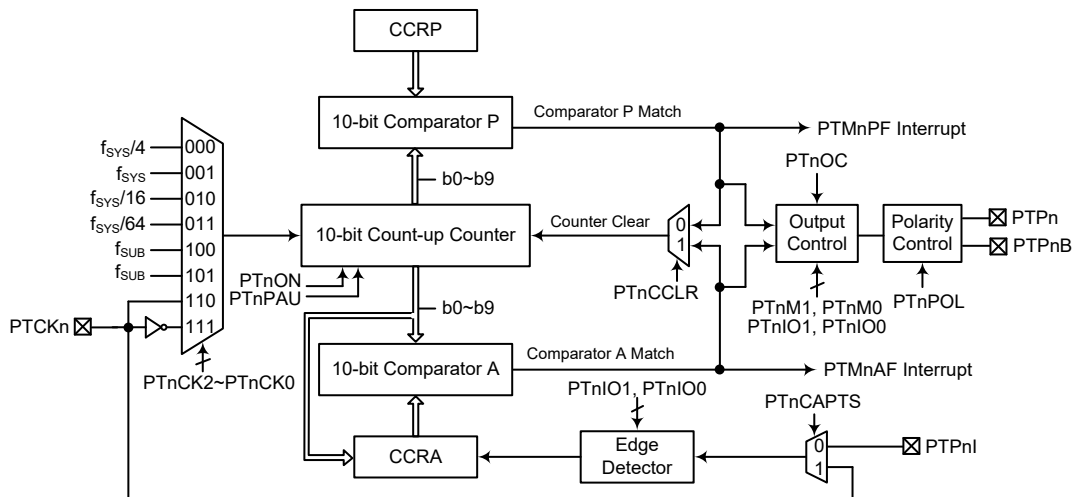 CCRP
10-bit Comparator P
Comparator P Match
PTMnPF Interrupt
fSYS/4
000
fSYS
001
fSYS/16
010
fSYS/64
011
fSUB
100
fSUB
101
110
111
b0~b9
PTnOC
10-bit Count-up Counter
Counter Clear
0
1
Output
Control
Polarity
Control
PTPn
PTPnB
PTnON
PTnPAU
PTnCCLR
PTnM1, PTnM0
PTnIO1, PTnIO0
PTnPOL
b0~b9
PTCKn
PTnCK2~PTnCK0
10-bit Comparator A
Comparator A Match
PTMnAF Interrupt
PTnIO1, PTnIO0
PTnCAPTS
CCRA
Edge
Detector
0
1
PTPnI